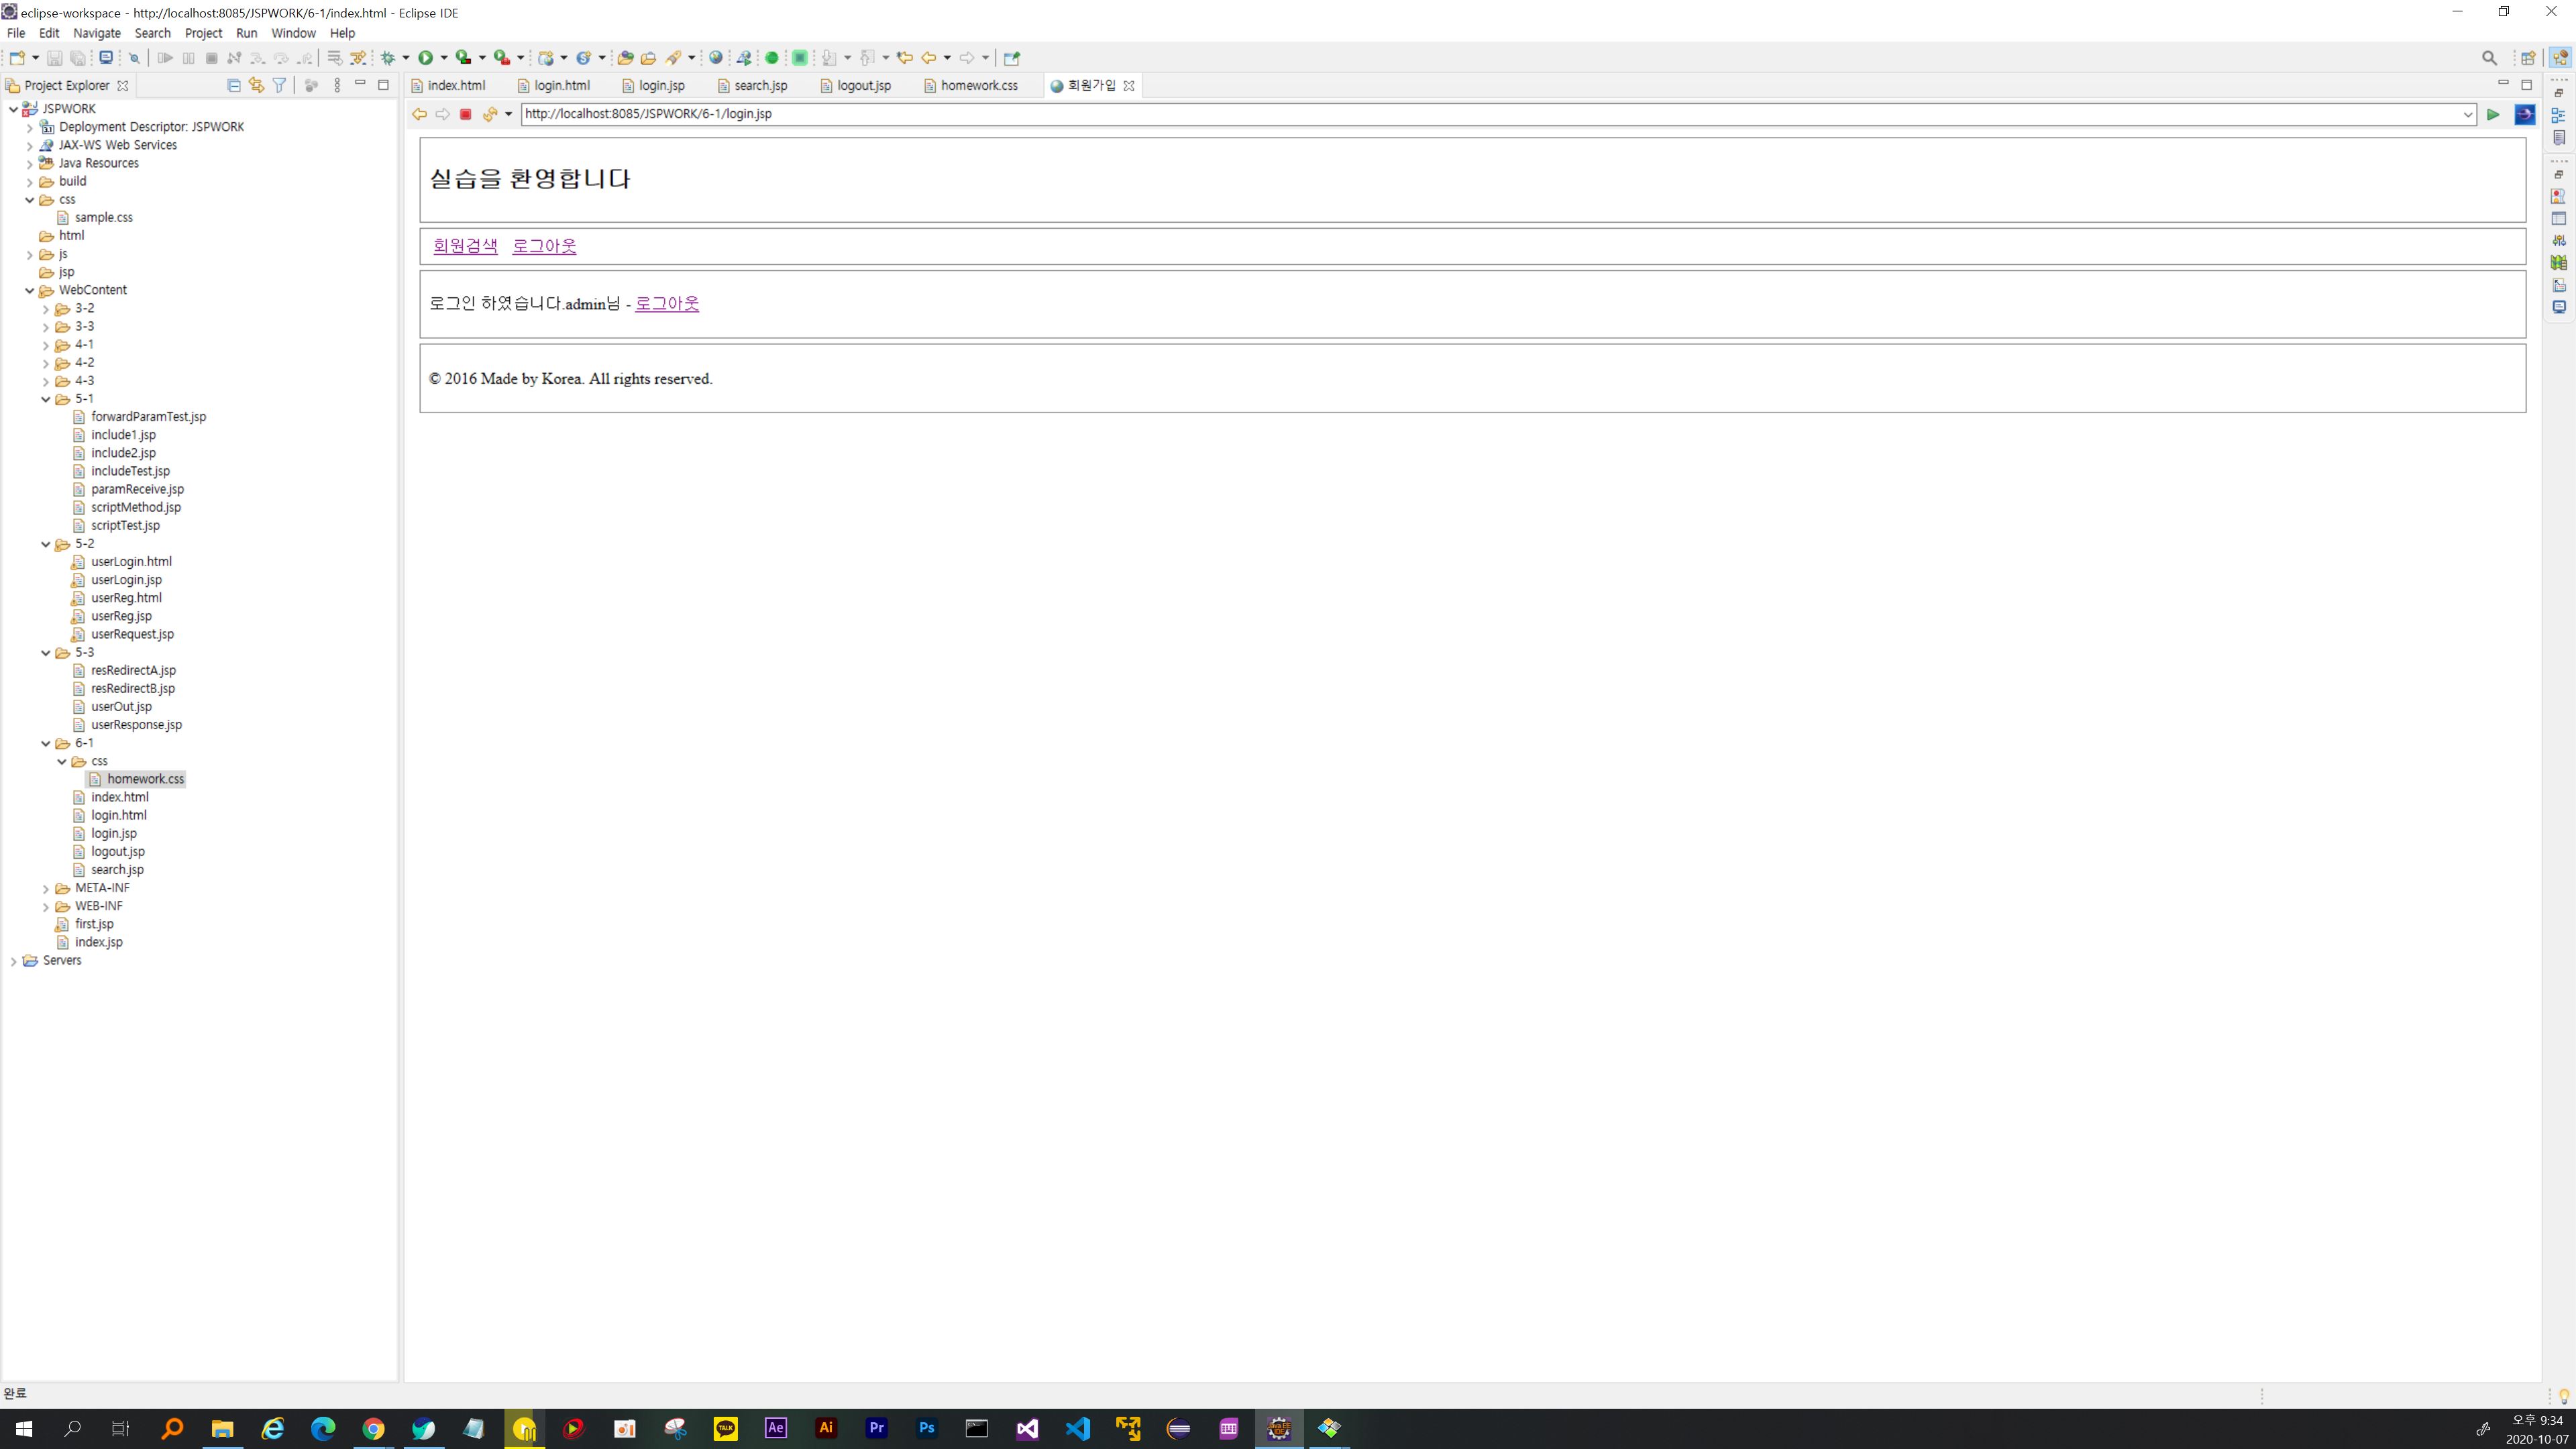 eclipse-workspace - http://localhost:8085/JSPWORK/6-1/index.html - Eclipse IDE
File Edit Navigate Search Project Run Window Help
Project Explorer
index.html login.html login.jsp search.jsp logout.jsp homework.css 회원가입
http://localhost:8085/JSPWORK/6-1/login.jsp
JSPWORK
Deployment Descriptor: JSPWORK
JAX-WS Web Services
Java Resources
build
css
sample.css
html
js
jsp
WebContent
3-2
3-3
4-1
4-2
4-3
5-1
forwardParamTest.jsp
include1.jsp
include2.jsp
includeTest.jsp
paramReceive.jsp
scriptMethod.jsp
scriptTest.jsp
5-2
userLogin.html
userLogin.jsp
userReg.html
userReg.jsp
userRequest.jsp
5-3
resRedirectA.jsp
resRedirectB.jsp
userOut.jsp
userResponse.jsp
6-1
css
homework.css
index.html
login.html
login.jsp
logout.jsp
search.jsp
META-INF
WEB-INF
first.jsp
index.jsp
Servers
실습을 환영합니다
회원검색 로그아웃
로그인 하였습니다.admin님 - 로그아웃
© 2016 Made by Korea. All rights reserved.
완료
TALK Ae Ai Pr Ps
오후 9:34
2020-10-07